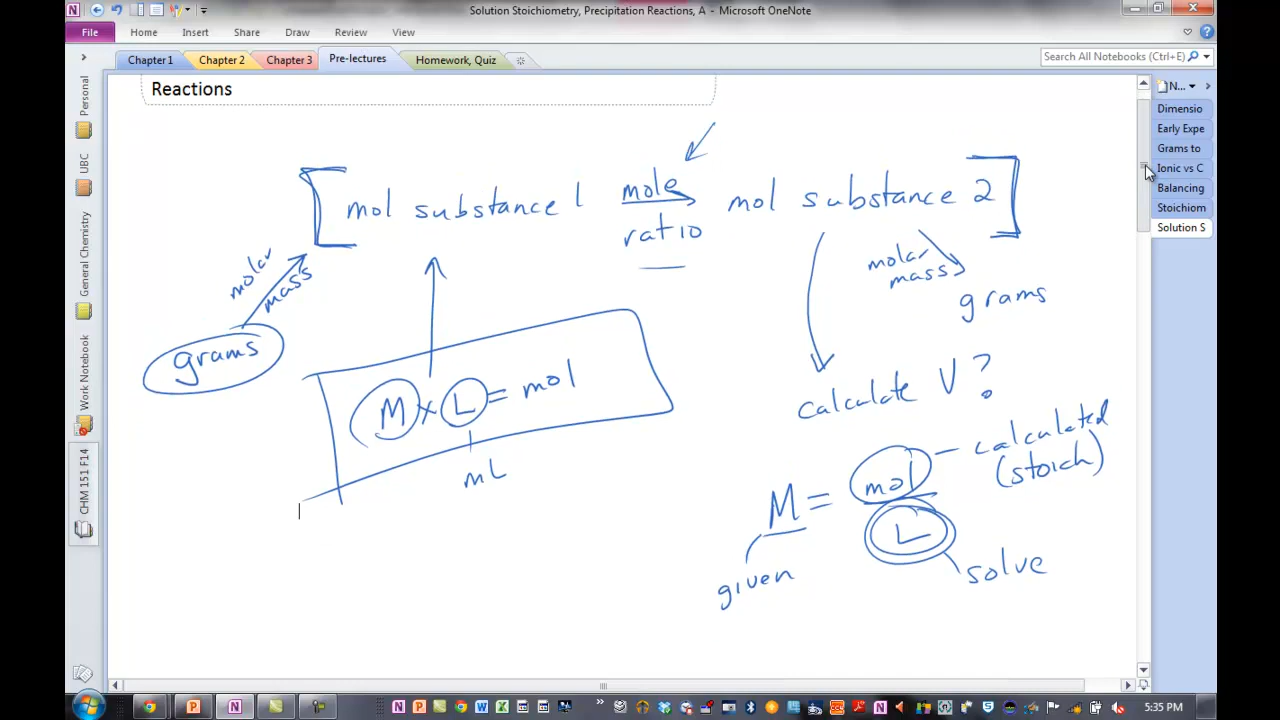 Solution Stoichiometry, Precipitation Reactions, A - Microsoft OneNote
File Home Insert Share Draw Review View
Chapter 1 Chapter 2 Chapter 3 Pre-lectures Homework, Quiz
Search All Notebooks (Ctrl+E)
Personal
UBC
General Chemistry
Work Notebook
CHM 151 F14
N...
Dimensio
Early Expe
Grams to
Ionic vs C
Balancing
Stoichiom
Solution S
Reactions
mol substance 1 mole ratio mol substance 2
molar mass
grams
molar mass
grams
M x L = mol
mL
calculate V?
M = mol / L
calculated (stoich)
given
solve
5:35 PM